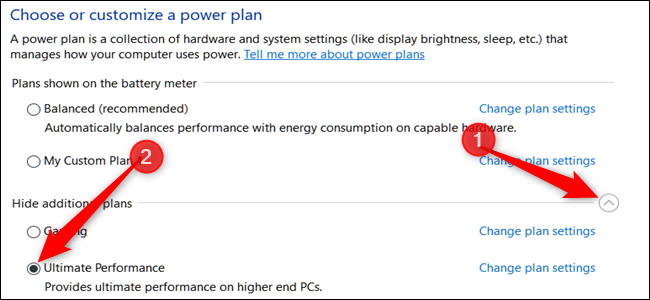 Choose or customize a power plan
A power plan is a collection of hardware and system settings (like display brightness, sleep, etc.) that
manages how your computer uses power. Tell me more about power plans
Plans shown on the battery meter
Balanced (recommended) Change plan settings
Automatically balances performance with energy consumption on capable hardware.
1
My Custom Plan Change plan settings
2
Hide additional plans
Gaming Change plan settings
Ultimate Performance Change plan settings
Provides ultimate performance on higher end PCs.